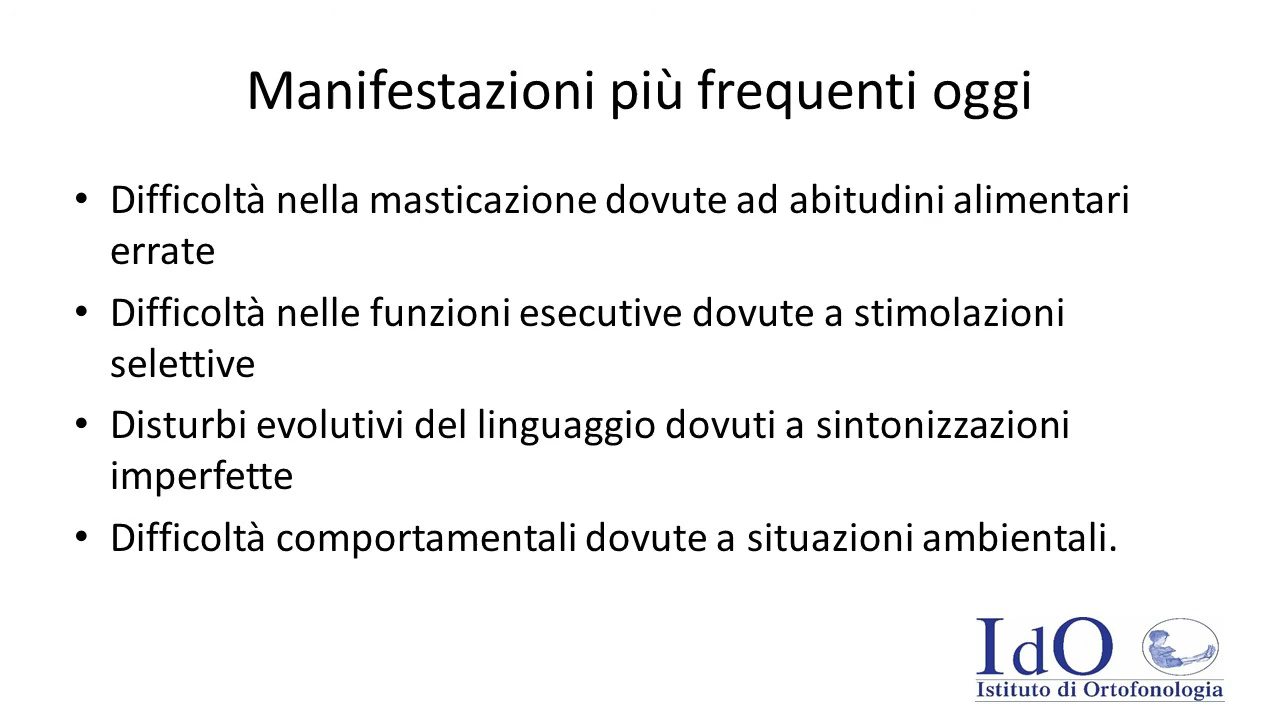 Manifestazioni più frequenti oggi
• Difficoltà nella masticazione dovute ad abitudini alimentari
errate
• Difficoltà nelle funzioni esecutive dovute a stimolazioni
selettive
• Disturbi evolutivi del linguaggio dovuti a sintonizzazioni
imperfette
• Difficoltà comportamentali dovute a situazioni ambientali.
IdO
Istituto di Ortofonologia